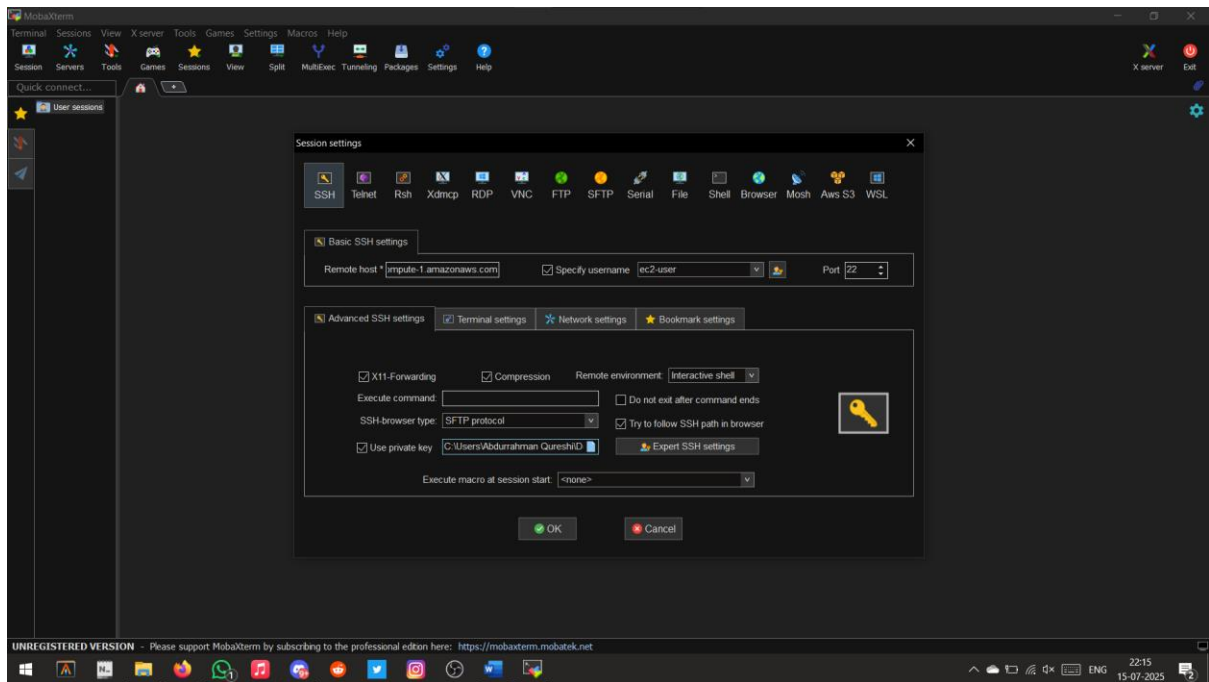 MobaXterm
Terminal Sessions View X server Tools Games Settings Macros Help
Session Servers Tools Games Sessions View Split MultiExec Tunneling Packages Settings Help X server Exit
Quick connect...
User sessions
Session settings
SSH Telnet Rsh Xdmcp RDP VNC FTP SFTP Serial File Shell Browser Mosh Aws S3 WSL
Basic SSH settings
Remote host * mpute-1.amazonaws.com Specify username ec2-user Port 22
Advanced SSH settings Terminal settings Network settings Bookmark settings
X11-Forwarding Compression Remote environment: Interactive shell
Execute command: Do not exit after command ends
SSH-browser type: SFTP protocol Try to follow SSH path in browser
Use private key C:\Users\Abdurrahman Qureshi\D Expert SSH settings
Execute macro at session start: <none>
OK Cancel
UNREGISTERED VERSION - Please support MobaXterm by subscribing to the professional edition here: https://mobaxterm.mobatek.net
ENG 22:15
15-07-2025